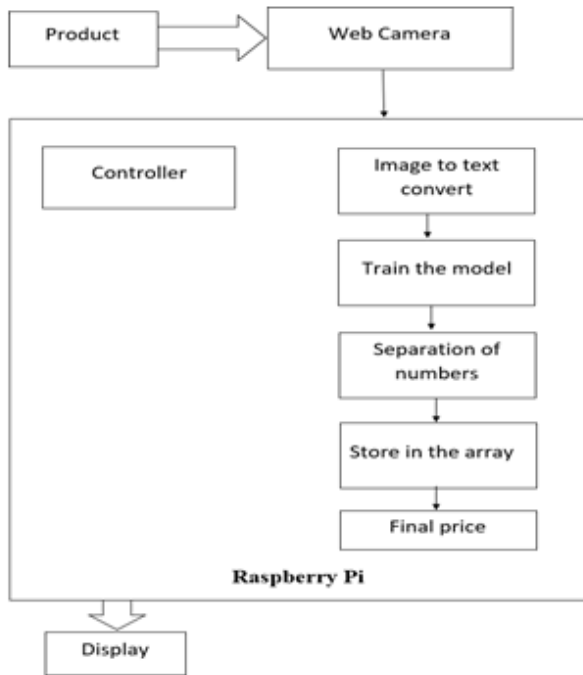 Product
Web Camera
Controller
Image to text
convert
Train the model
Separation of
numbers
Store in the array
Final price
Raspberry Pi
Display